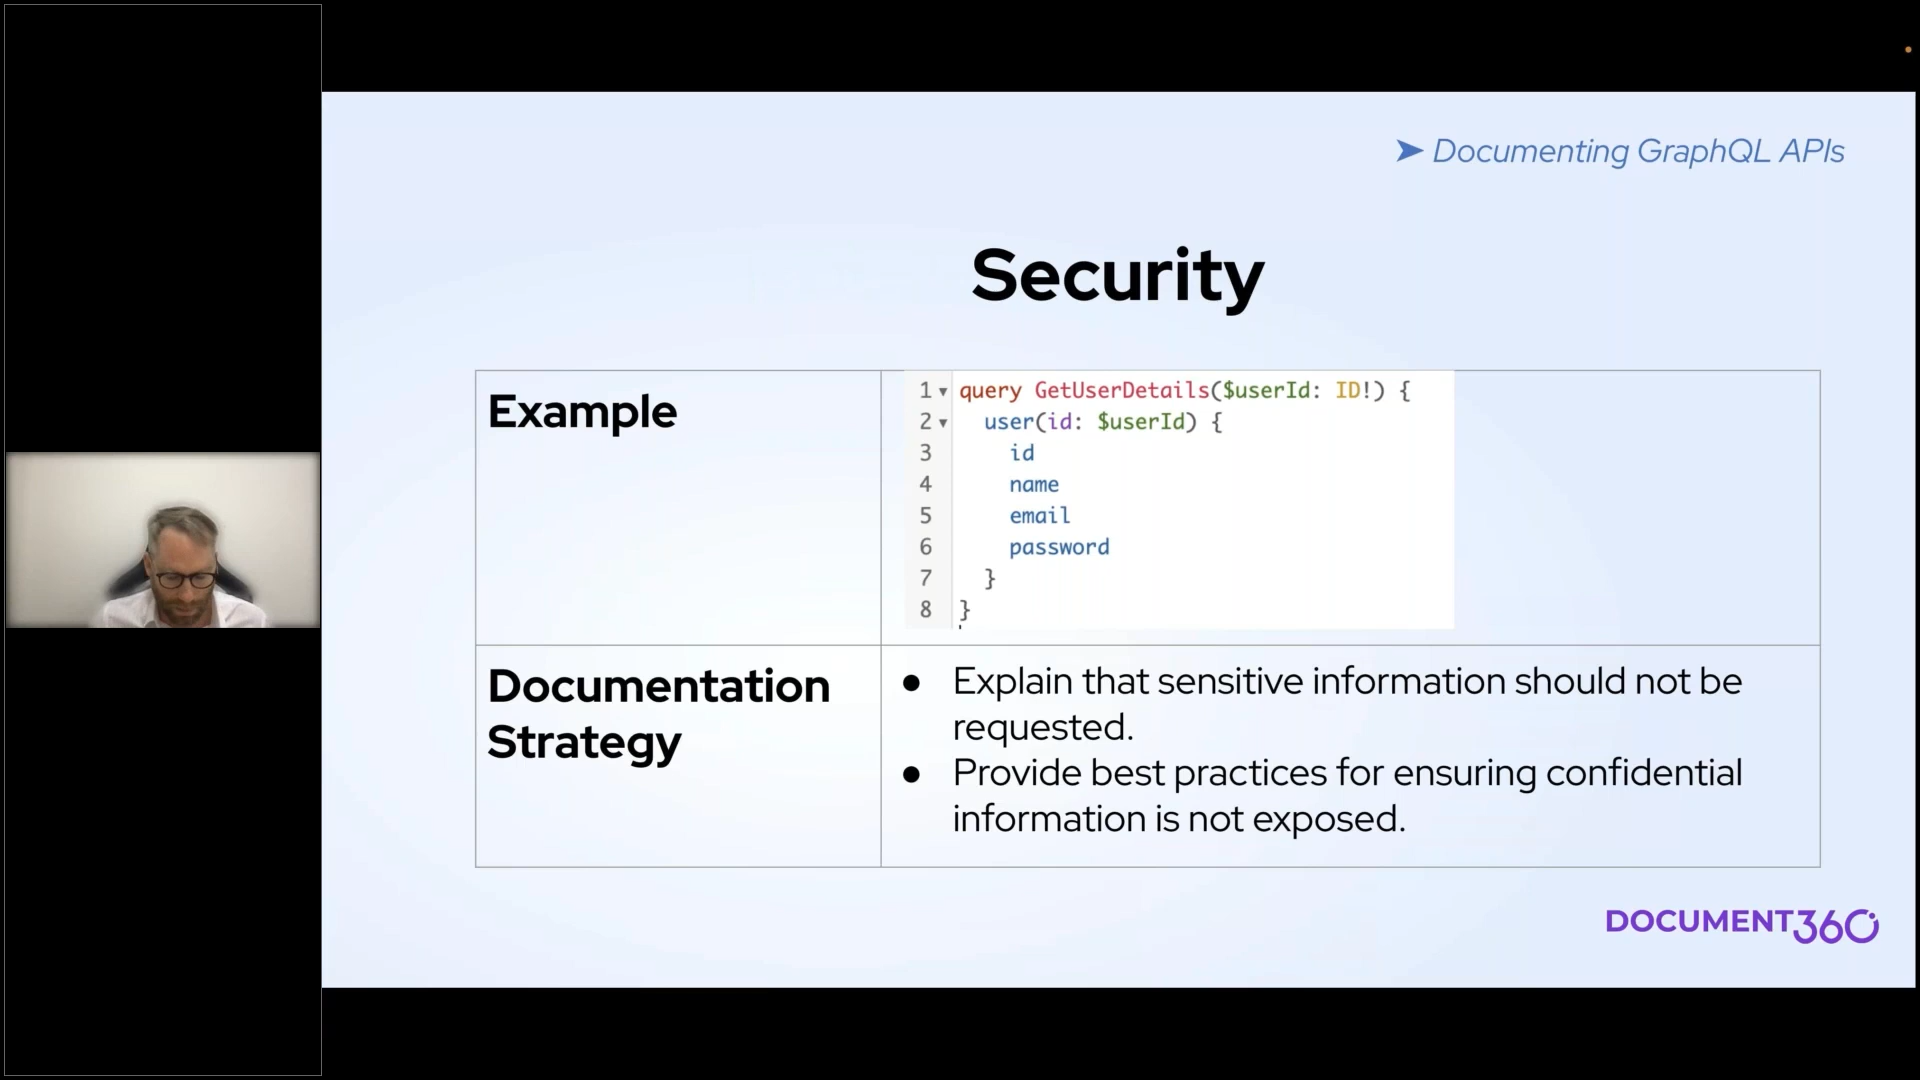 ➤ Documenting GraphQL APIs
Security
Example
1 query GetUserDetails($userId: ID!) {
2 user(id: $userId) {
3 id
4 name
5 email
6 password
7 }
8 }
Documentation
Strategy
● Explain that sensitive information should not be
requested.
● Provide best practices for ensuring confidential
information is not exposed.
DOCUMENT360